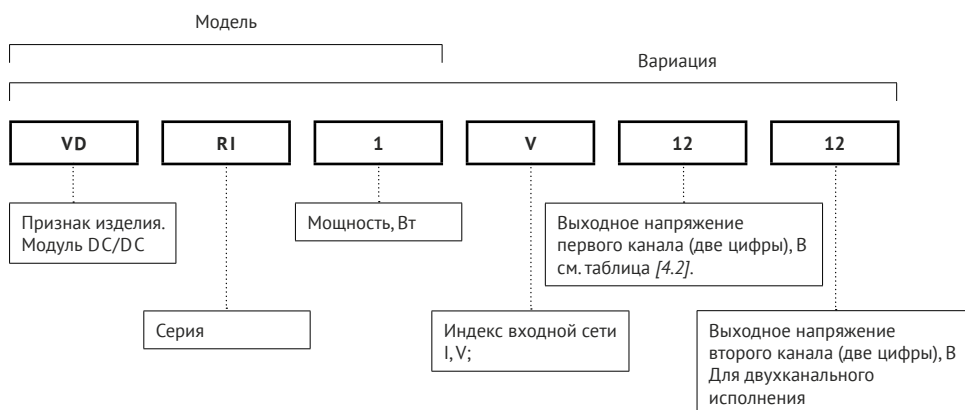 Модель
Вариация
VD
RI
1
V
12
12
Признак изделия.
Модуль DC/DC
Мощность, Вт
Выходное напряжение
первого канала (две цифры), В
см. таблица [4.2].
Серия
Индекс входной сети
I, V;
Выходное напряжение
второго канала (две цифры), В
Для двухканального
исполнения